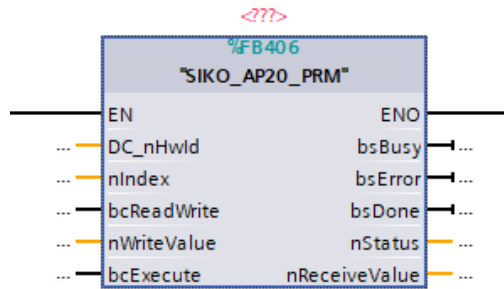 <???>
%FB406
"SIKO_AP20_PRM"
EN ENO
... DC_nHwId bsBusy ...
... nIndex bsError ...
... bcReadWrite bsDone ...
... nWriteValue nStatus ...
... bcExecute nReceiveValue ...